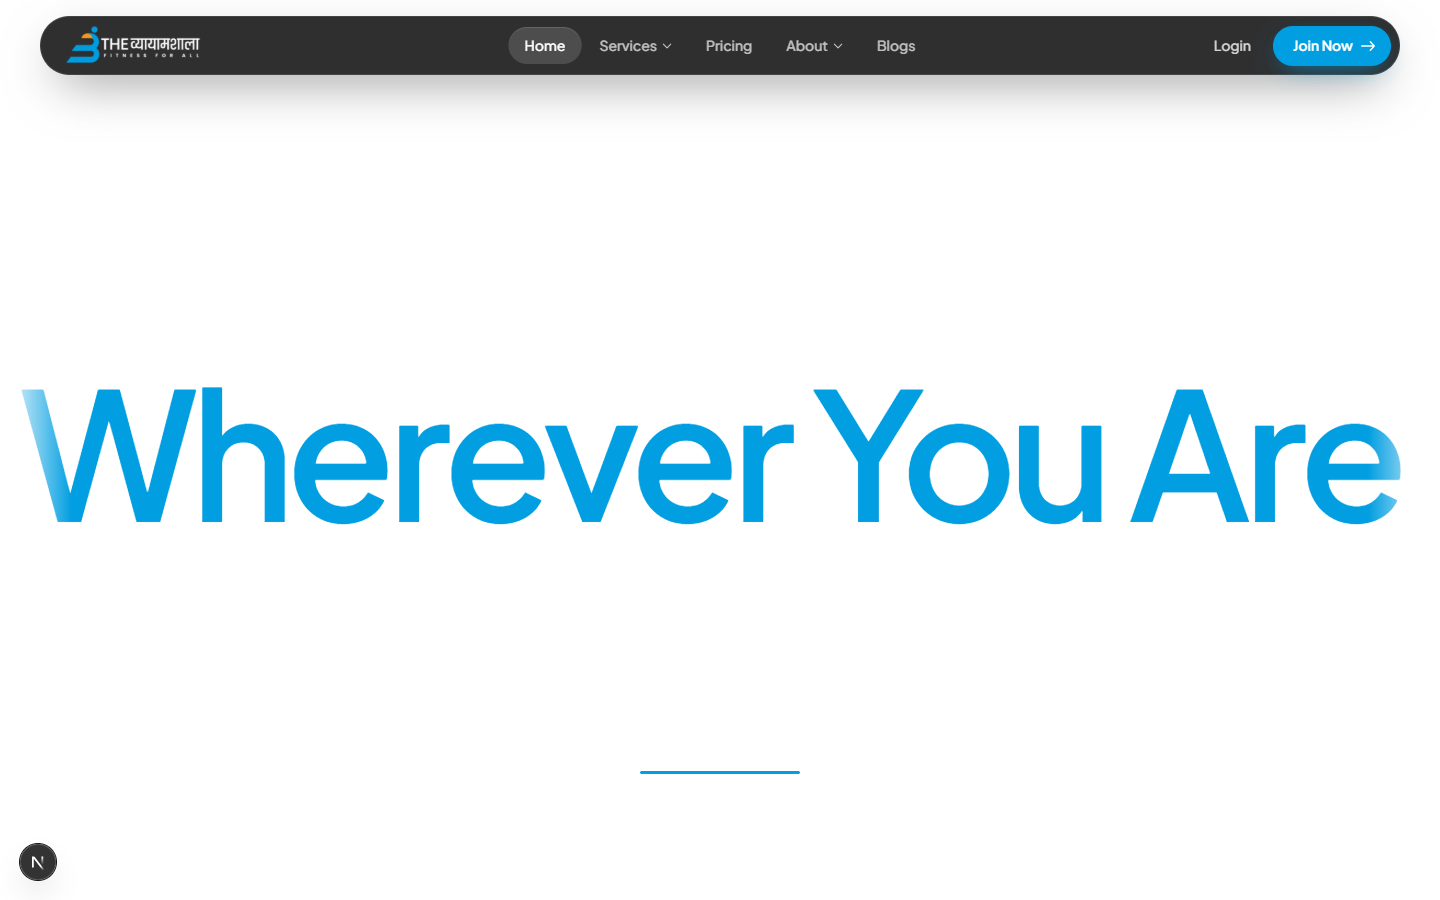 THE व्यायामशाला
FITNESS FOR ALL
Home
Services
Pricing
About
Blogs
Login
Join Now
Wherever You Are
N